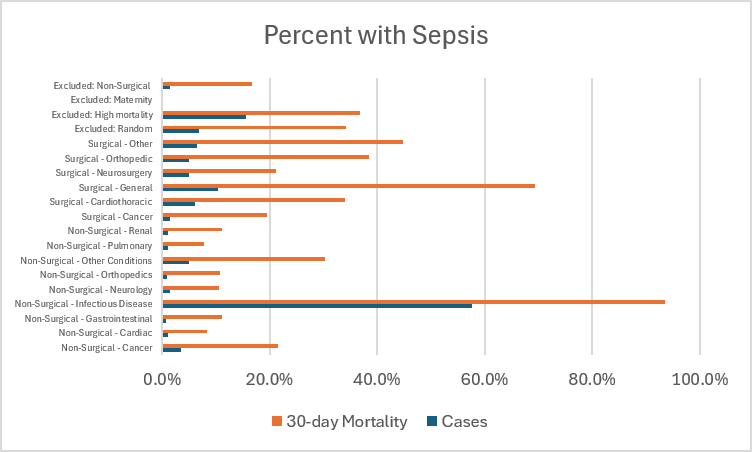 Percent with Sepsis
Excluded: Non-Surgical
Excluded: Maternity
Excluded: High mortality
Excluded: Random
Surgical - Other
Surgical - Orthopedic
Surgical - Neurosurgery
Surgical - General
Surgical - Cardiothoracic
Surgical - Cancer
Non-Surgical - Renal
Non-Surgical - Pulmonary
Non-Surgical - Other Conditions
Non-Surgical - Orthopedics
Non-Surgical - Neurology
Non-Surgical - Infectious Disease
Non-Surgical - Gastrointestinal
Non-Surgical - Cardiac
Non-Surgical - Cancer
0.0% 20.0% 40.0% 60.0% 80.0% 100.0%
30-day Mortality Cases